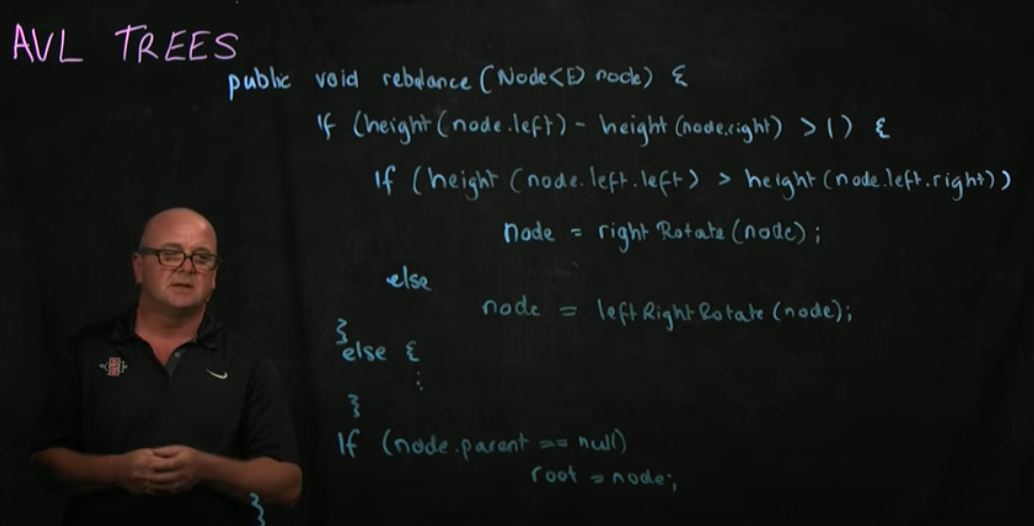 AVL TREES
public void rebalance (Node<E> node) {
If (height (node.left) - height (node.right) > 1) {
If (height (node.left.left) > height (node.left.right))
node = rightRotate (node);
else
node = leftRightRotate (node);
}
else {
⋮
}
If (node.parent == null)
root = node;
}